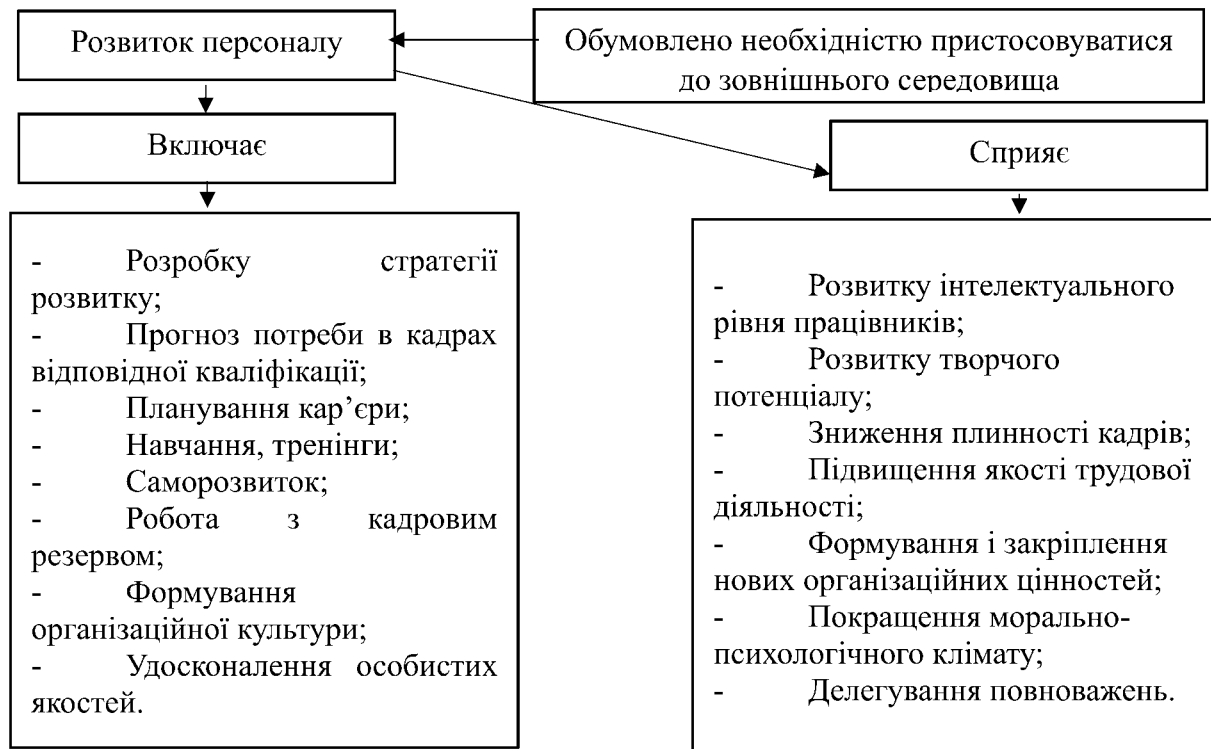 Розвиток персоналу
Обумовлено необхідністю пристосовуватися
до зовнішнього середовища
Включає
Сприяє
- Розробку стратегії
розвитку;
- Прогноз потреби в кадрах
відповідної кваліфікації;
- Планування кар’єри;
- Навчання, тренінги;
- Саморозвиток;
- Робота з кадровим
резервом;
- Формування
організаційної культури;
- Удосконалення особистих
якостей.
- Розвитку інтелектуального
рівня працівників;
- Розвитку творчого
потенціалу;
- Зниження плинності кадрів;
- Підвищення якості трудової
діяльності;
- Формування і закріплення
нових організаційних цінностей;
- Покращення морально-
психологічного клімату;
- Делегування повноважень.